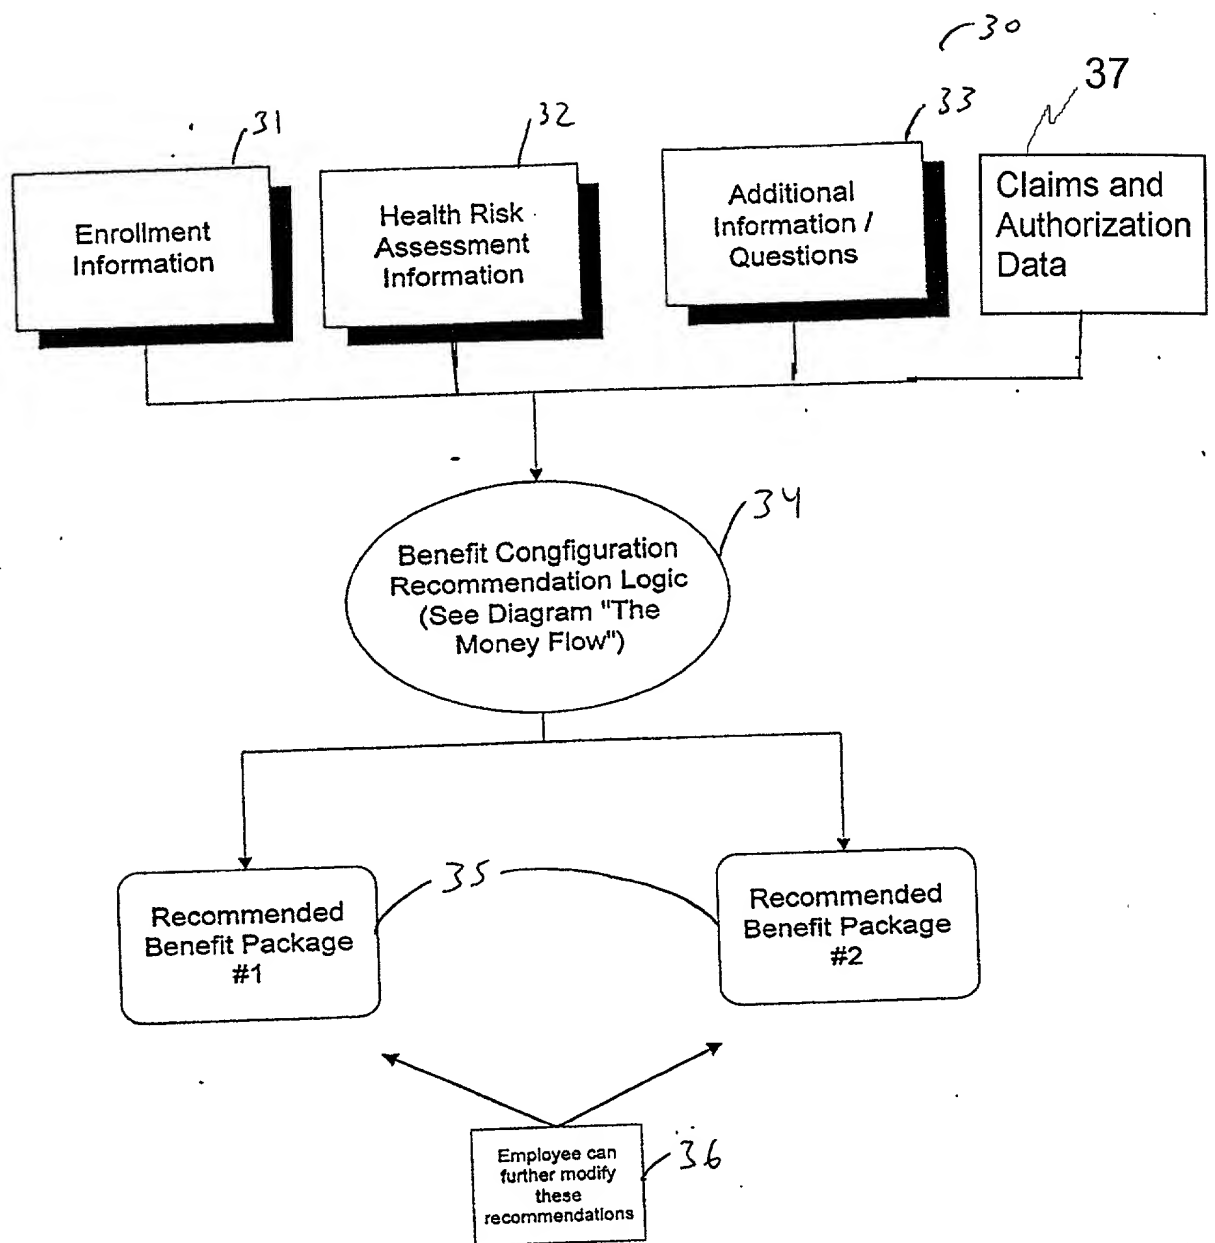 30
31
32
33
37
Enrollment
Information
Health Risk
Assessment
Information
Additional
Information /
Questions
Claims and
Authorization
Data
34
Benefit Congfiguration
Recommendation Logic
(See Diagram "The
Money Flow")
35
Recommended
Benefit Package
#1
Recommended
Benefit Package
#2
36
Employee can
further modify
these
recommendations